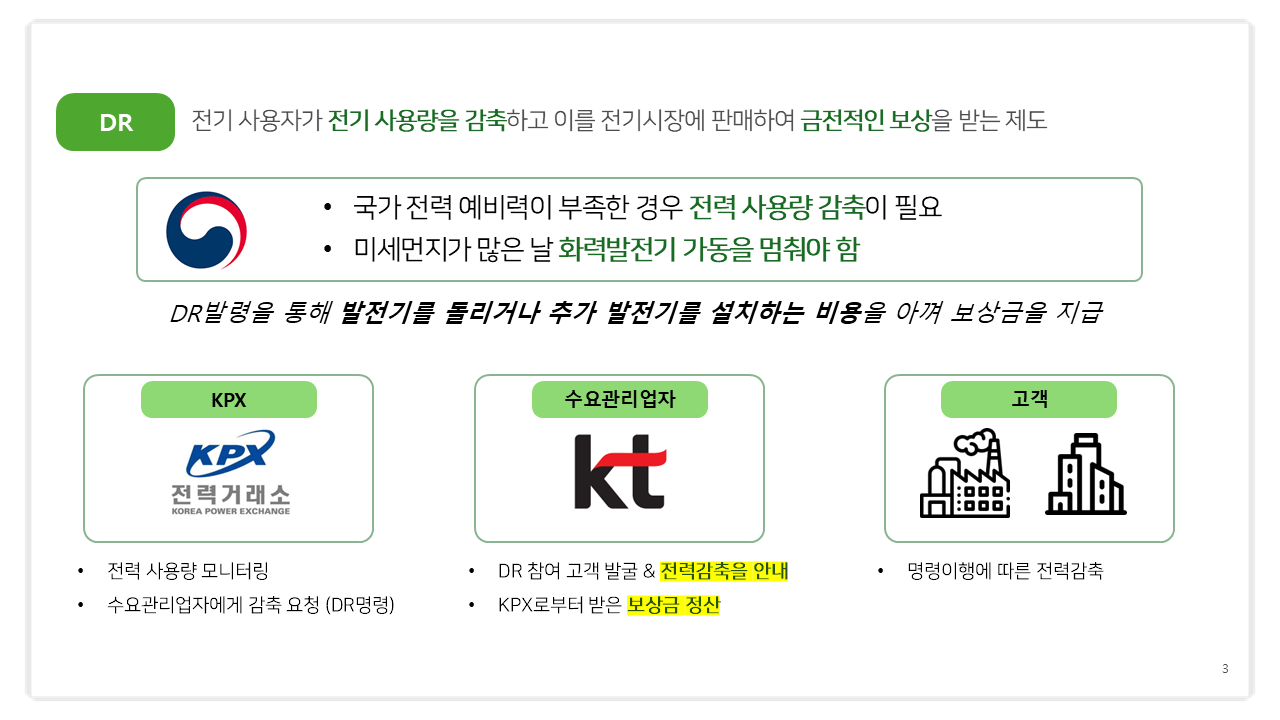 DR
전기 사용자가 전기 사용량을 감축하고 이를 전기시장에 판매하여 금전적인 보상을 받는 제도
• 국가 전력 예비력이 부족한 경우 전력 사용량 감축이 필요
• 미세먼지가 많은 날 화력발전기 가동을 멈춰야 함
DR발령을 통해 발전기를 돌리거나 추가 발전기를 설치하는 비용을 아껴 보상금을 지급
KPX
KPX
전력거래소
KOREA POWER EXCHANGE
• 전력 사용량 모니터링
• 수요관리업자에게 감축 요청 (DR명령)
수요관리업자
kt
• DR 참여 고객 발굴 & 전력감축을 안내
• KPX로부터 받은 보상금 정산
고객
• 명령이행에 따른 전력감축
3